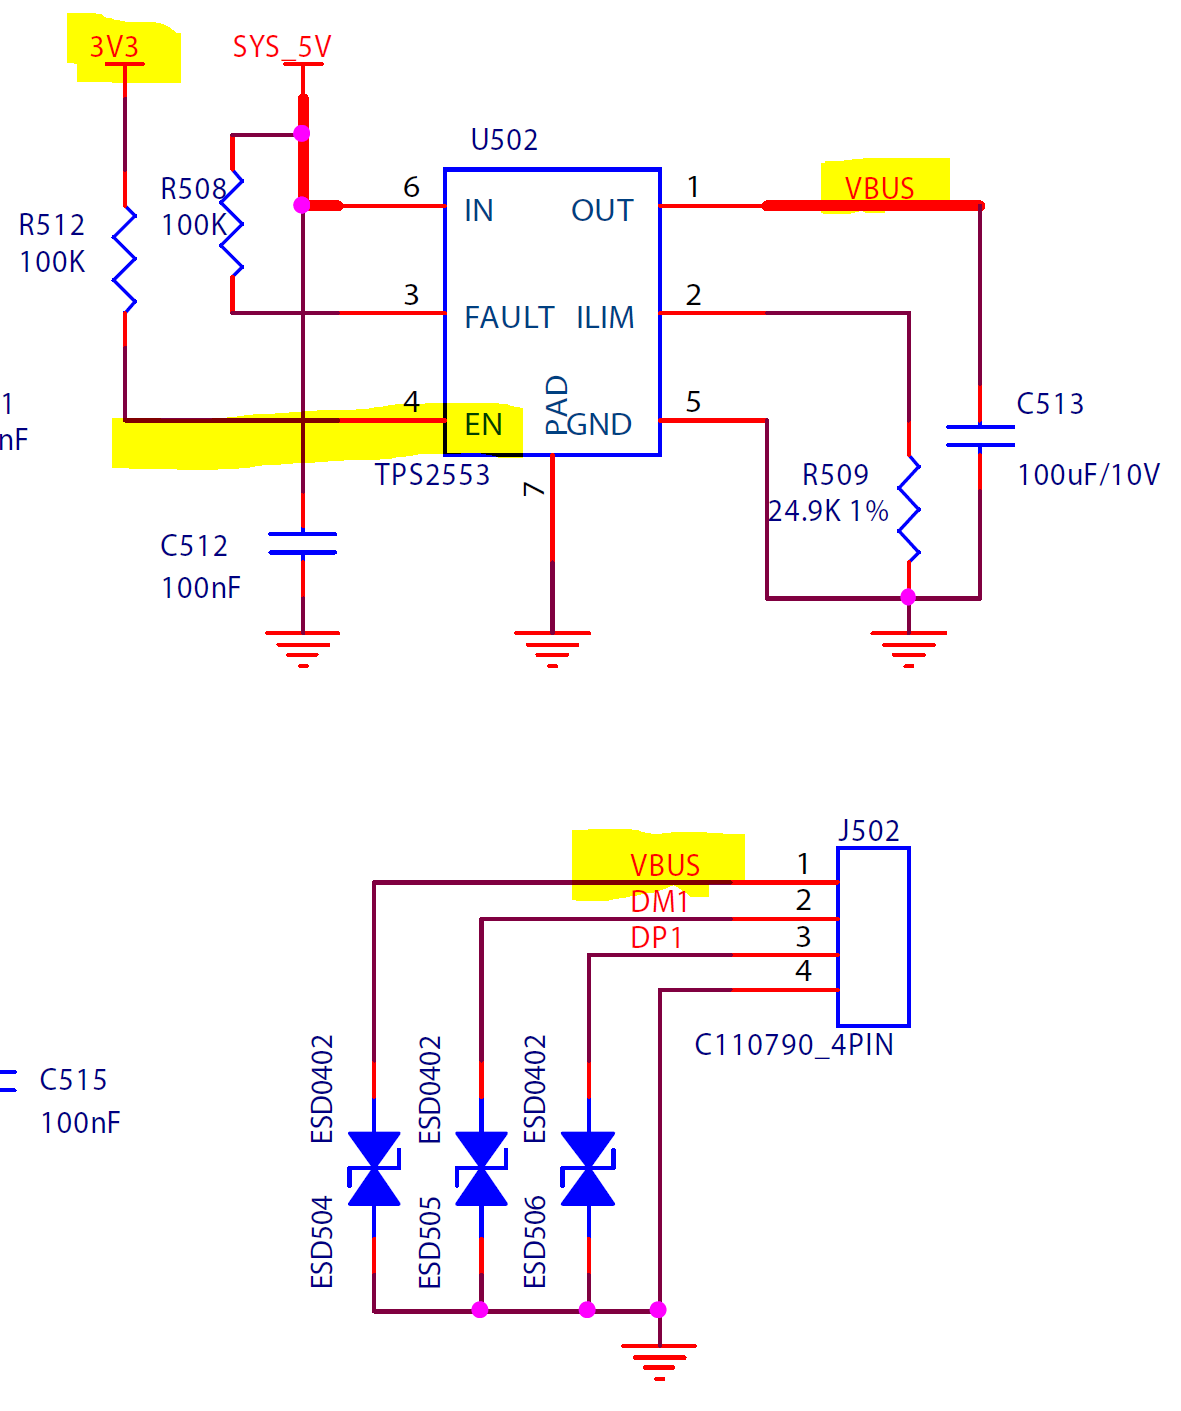 3V3
SYS_5V
U502
R508
100K
R512
100K
6
IN
OUT
1
VBUS
3
FAULT
ILIM
2
4
EN
PAD
GND
5
TPS2553
7
1
nF
C513
100uF/10V
R509
24.9K 1%
C512
100nF
J502
VBUS
1
DM1
2
DP1
3
4
C110790_4PIN
ESD0402
ESD0402
ESD0402
C515
100nF
ESD504
ESD505
ESD506